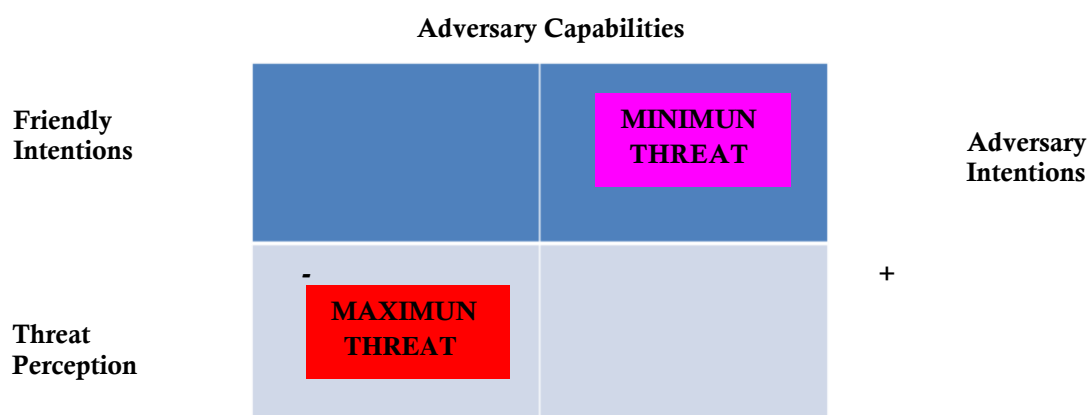 Adversary Capabilities
Friendly
Intentions
MINIMUN
THREAT
Adversary
Intentions
-
+
MAXIMUN
THREAT
Threat
Perception